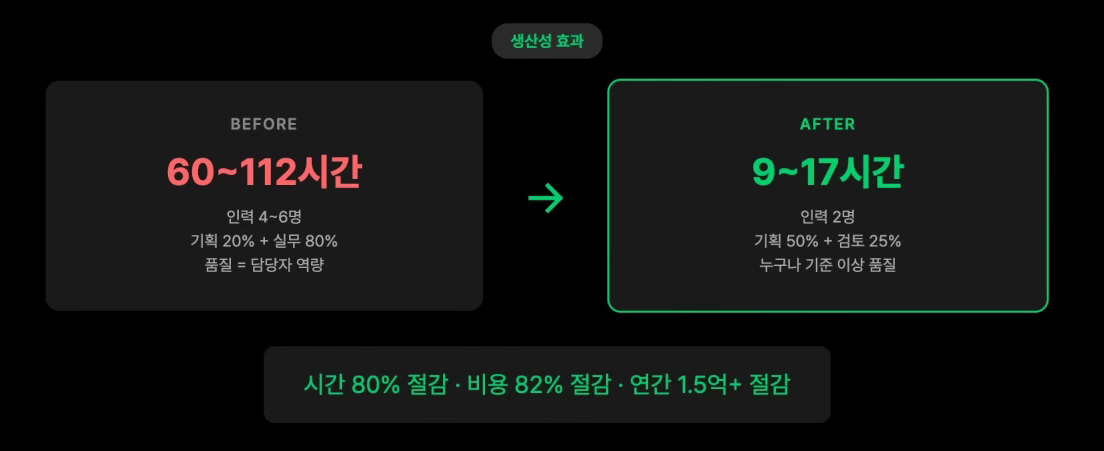 생산성 효과
BEFORE
60~112시간
인력 4~6명
기획 20% + 실무 80%
품질 = 담당자 역량
→
AFTER
9~17시간
인력 2명
기획 50% + 검토 25%
누구나 기준 이상 품질
시간 80% 절감 · 비용 82% 절감 · 연간 1.5억+ 절감